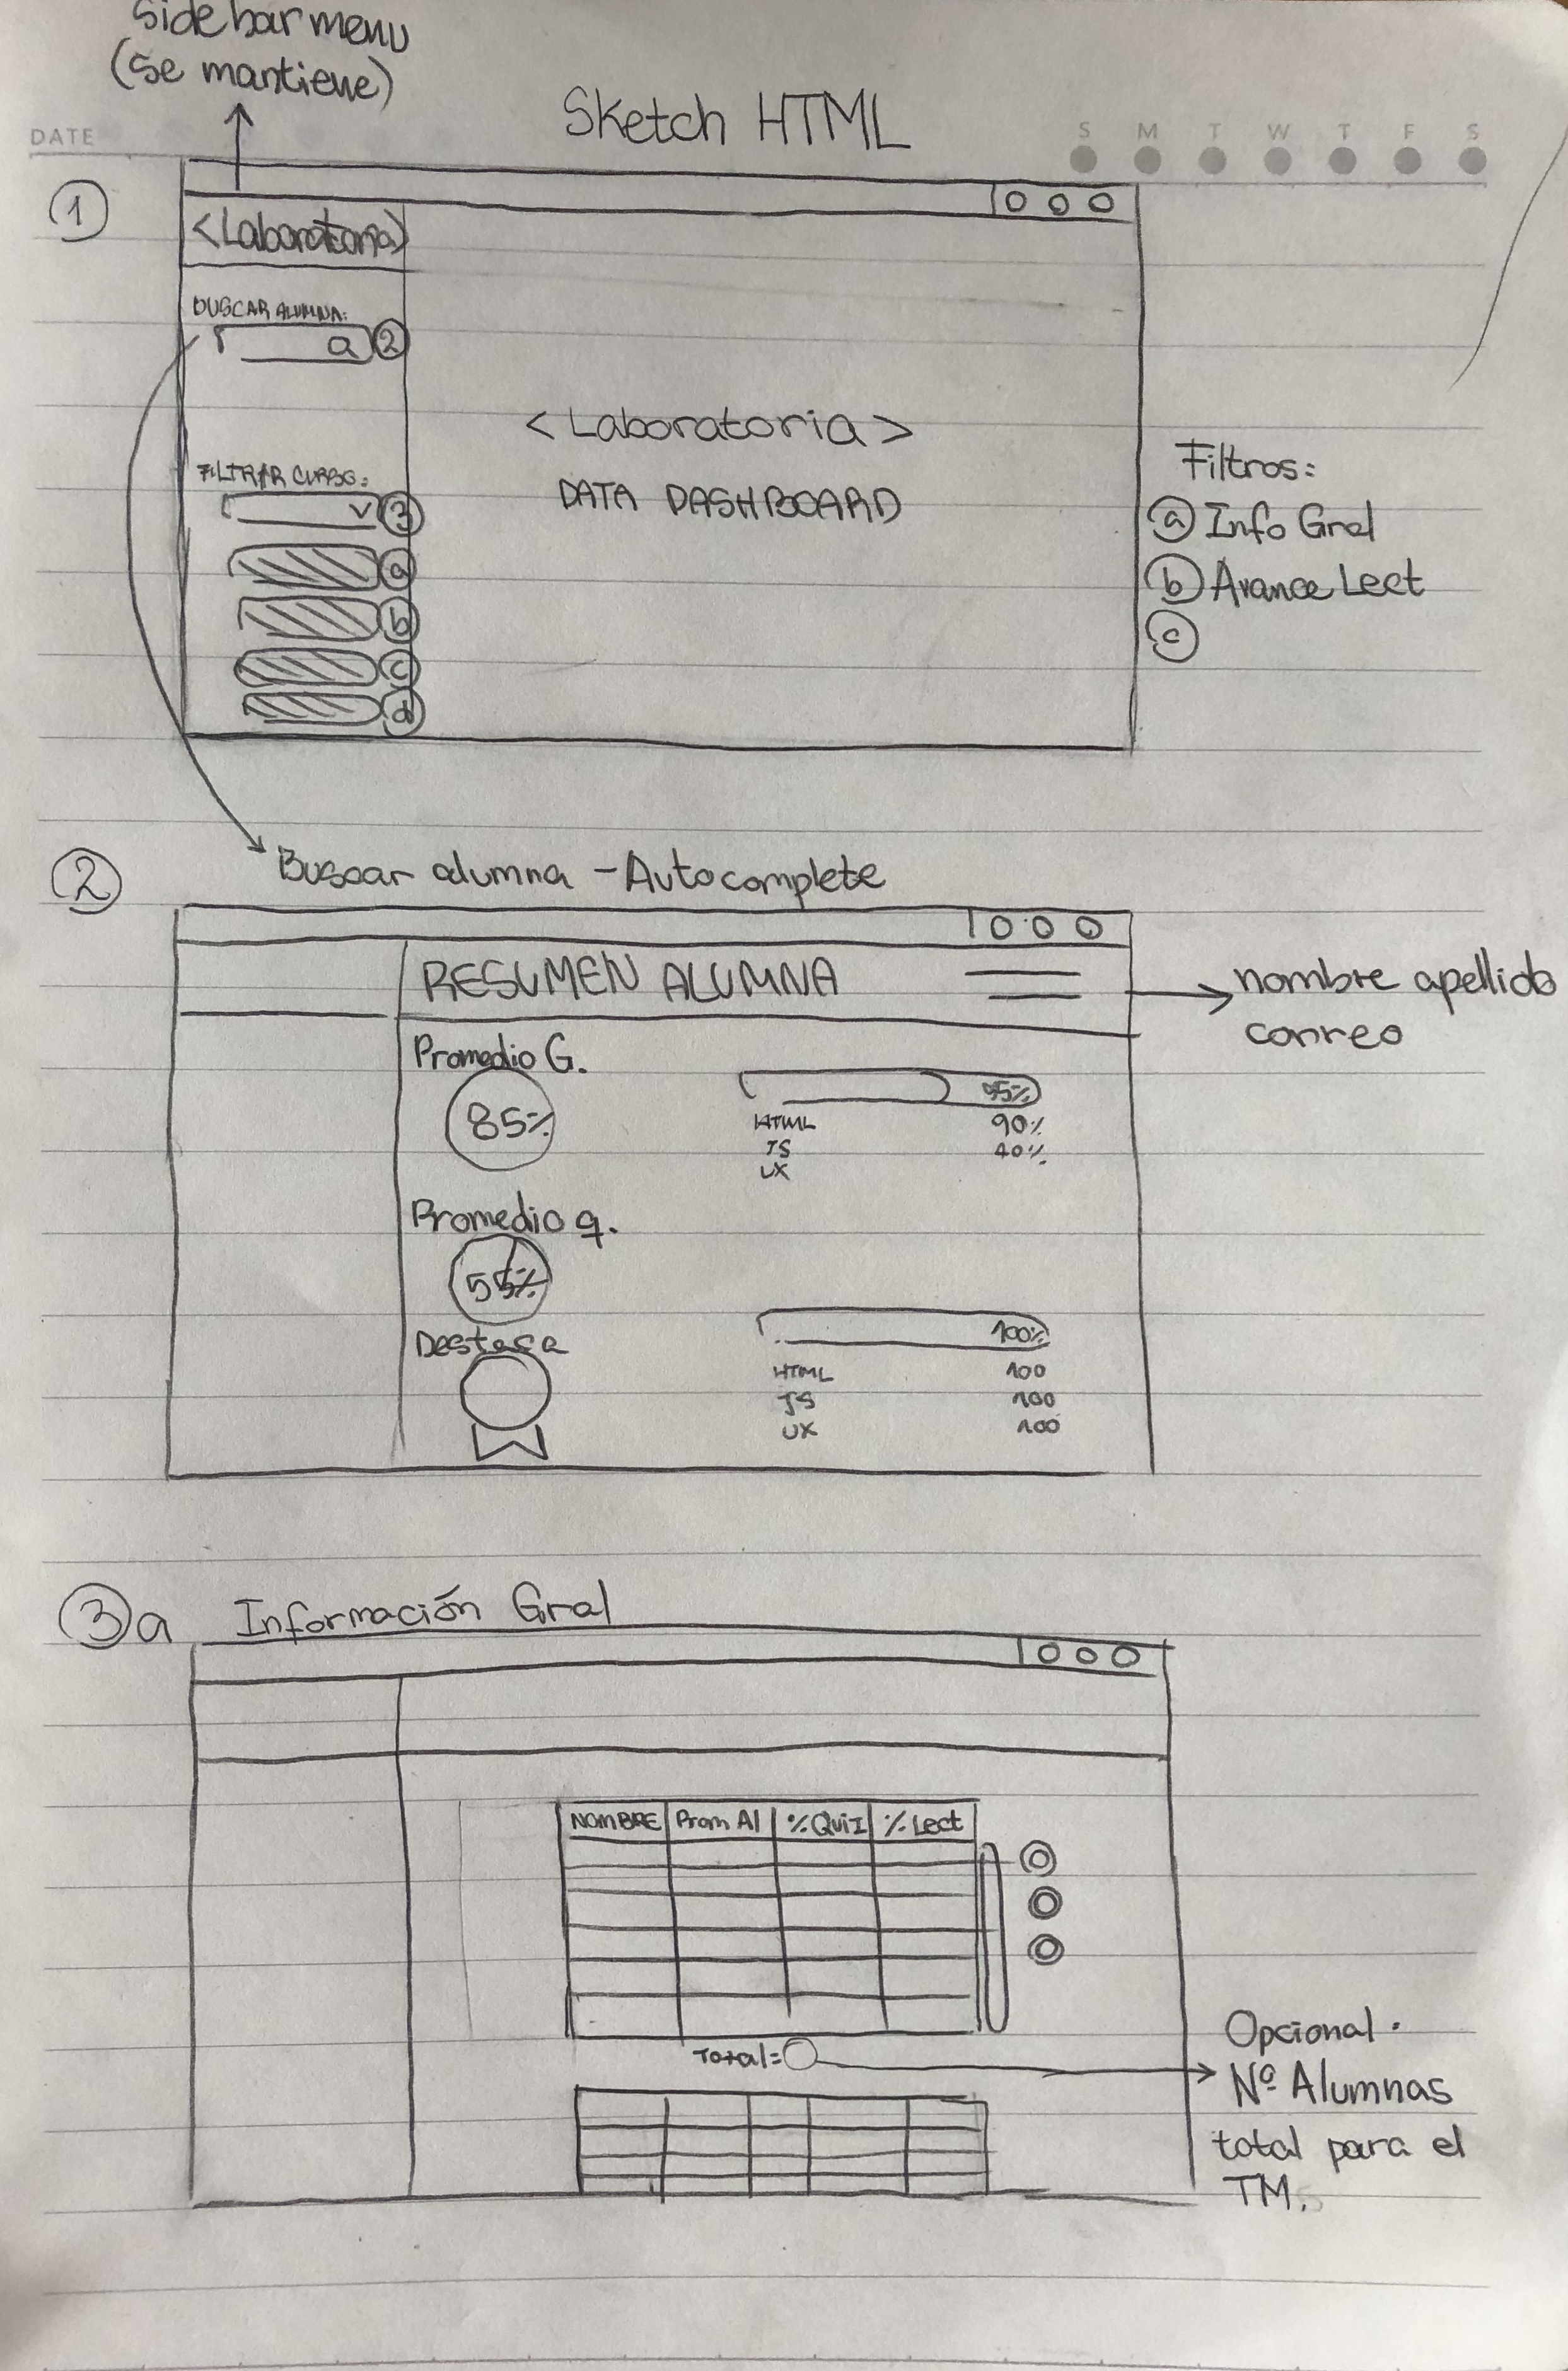 Sidebar menu
(se mantiene)
Sketch HTML
DATE
S M T W T F S
1
<Laboratoria>
BUSCAR ALUMNA:
2
<Laboratoria>
DATA DASHBOARD
FILTRAR CURSO:
3
a
b
c
d
Filtros:
a Info Gral
b Avance Lect
c
2
Buscar alumna - Autocomplete
RESUMEN ALUMNA
nombre apellido
correo
Promedio G.
85%
95%
HTML 90%
JS 40%
UX
Promedio q.
55%
Destaca
100%
HTML 100
JS 100
UX 100
3 a Información Gral
NOMBRE Prom Al %Quiz % Lect
Total=
Opcional.
Nº Alumnas
total para el
TM.